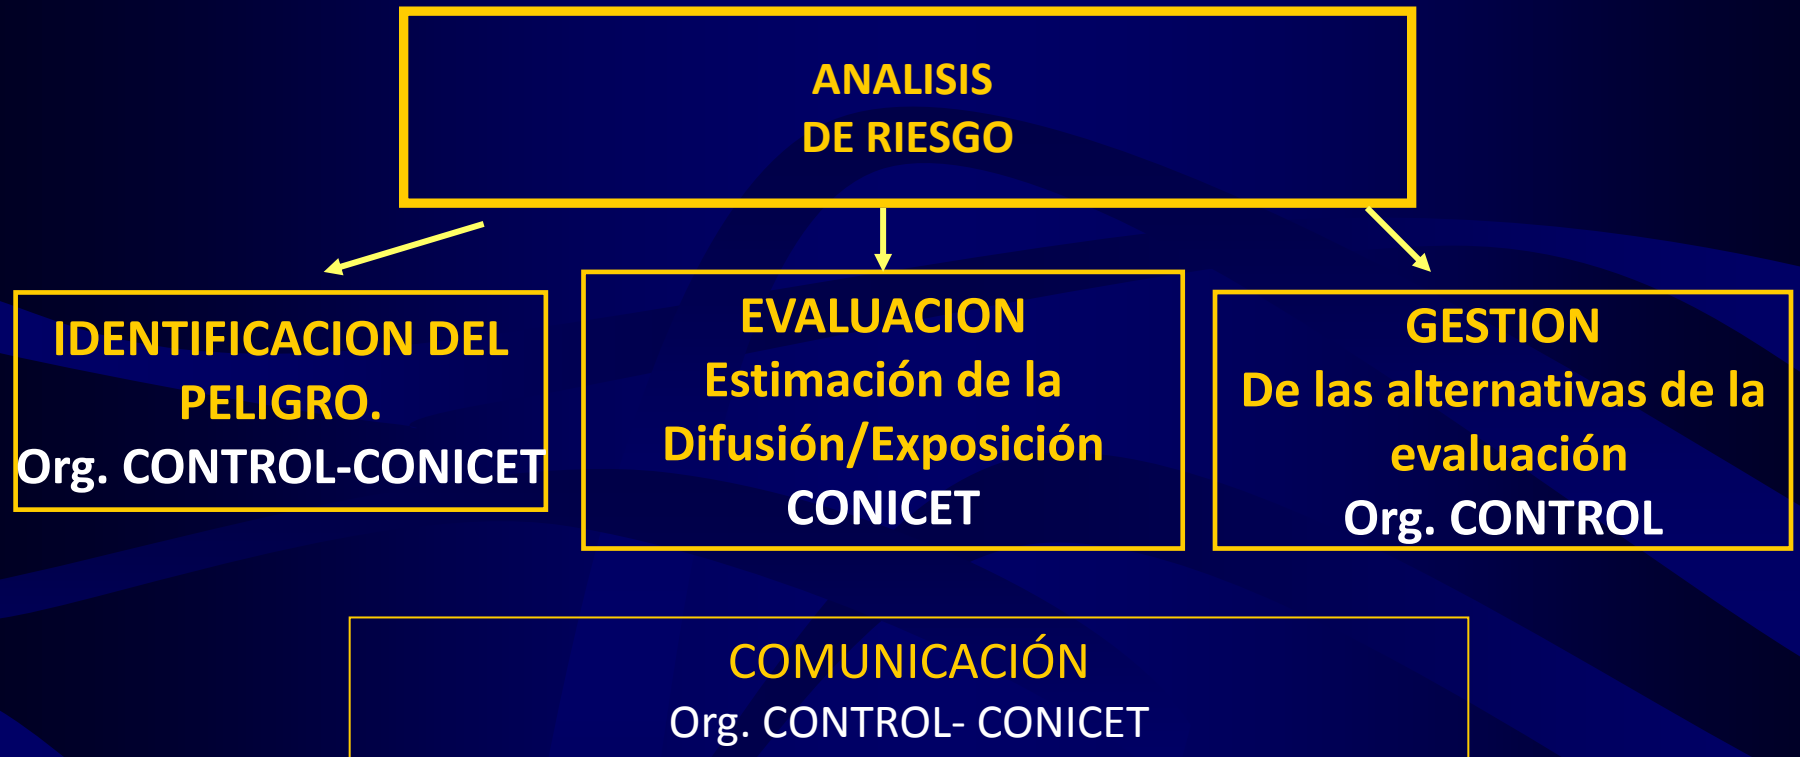 ANALISIS
DE RIESGO
IDENTIFICACION DEL
PELIGRO.
Org. CONTROL-CONICET
EVALUACION
Estimación de la
Difusión/Exposición
CONICET
GESTION
De las alternativas de la
evaluación
Org. CONTROL
COMUNICACIÓN
Org. CONTROL- CONICET